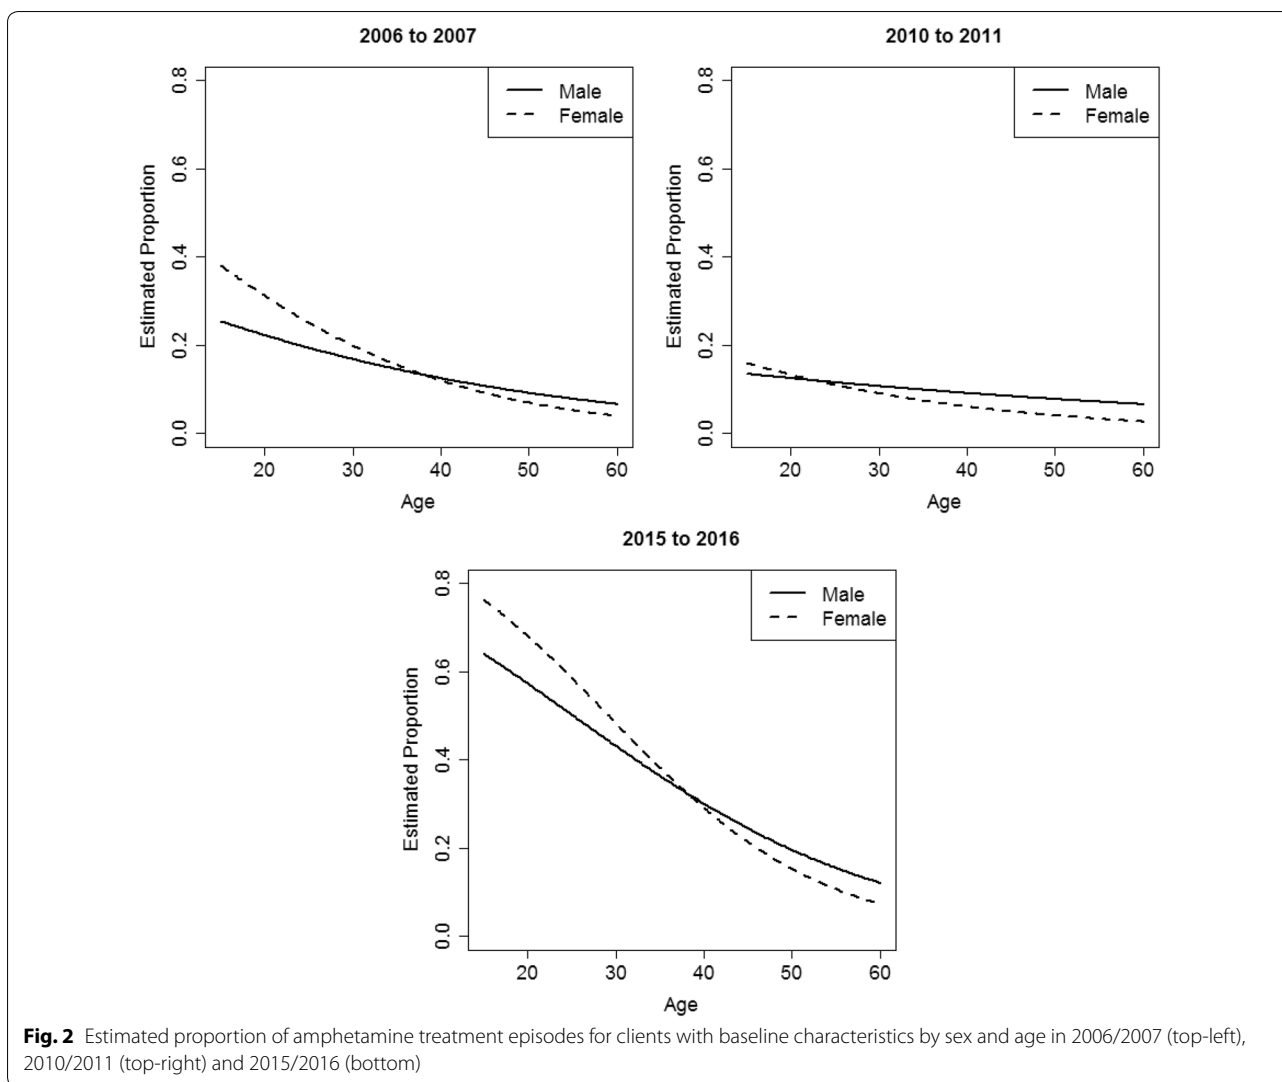 2006 to 2007
Estimated Proportion
0.8
0.6
0.4
0.2
0.0
Male
Female
20 30 40 50 60
Age
2010 to 2011
Estimated Proportion
0.8
0.6
0.4
0.2
0.0
Male
Female
20 30 40 50 60
Age
2015 to 2016
Estimated Proportion
0.8
0.6
0.4
0.2
0.0
Male
Female
20 30 40 50 60
Age
Fig. 2 Estimated proportion of amphetamine treatment episodes for clients with baseline characteristics by sex and age in 2006/2007 (top-left),
2010/2011 (top-right) and 2015/2016 (bottom)